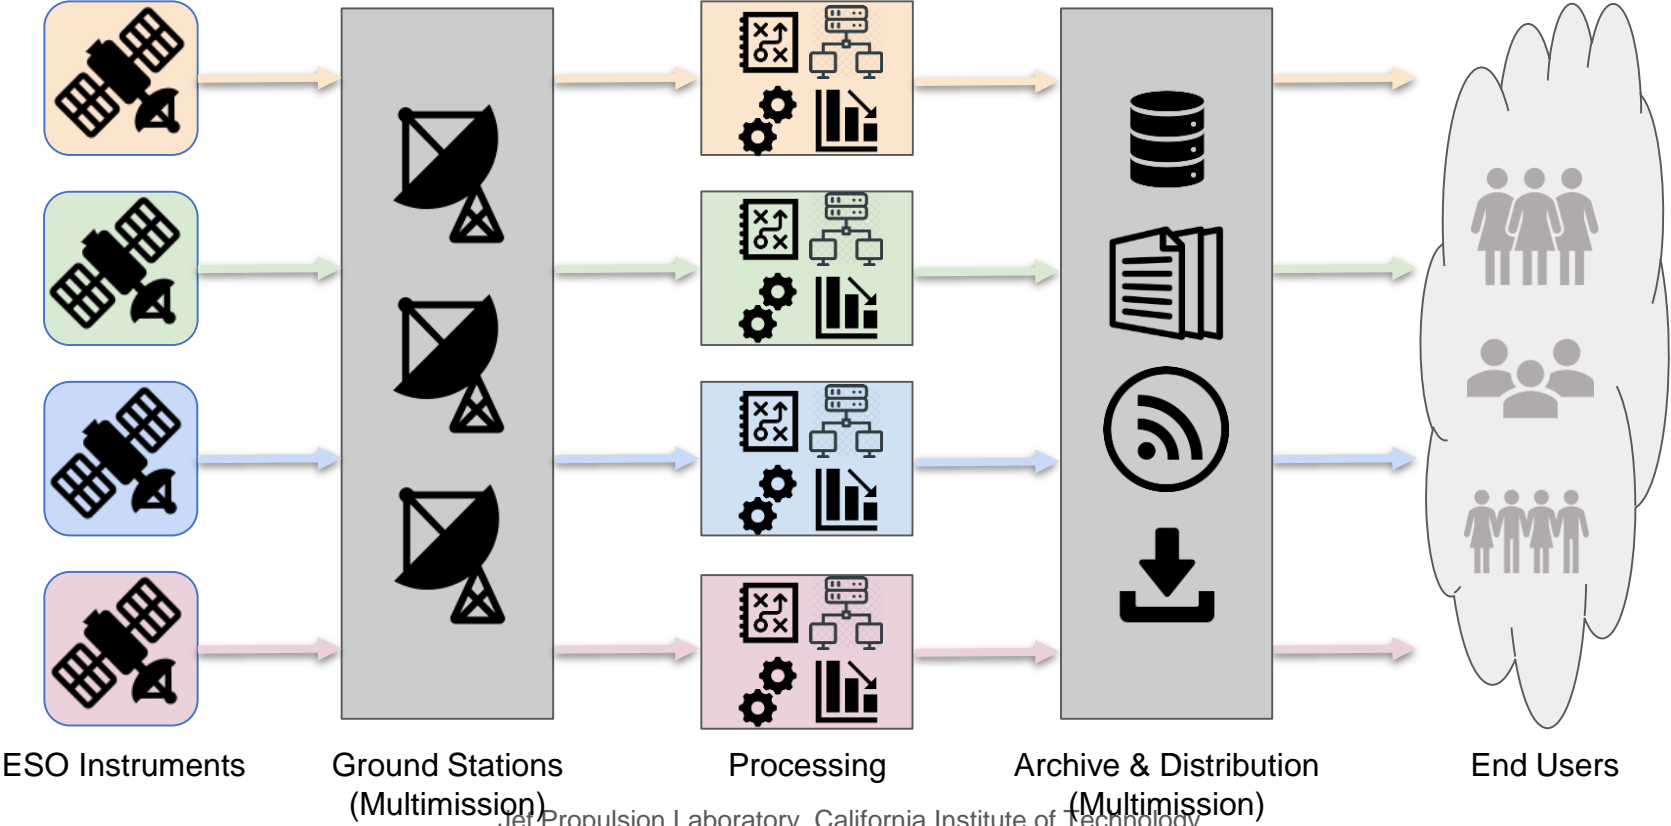 ESO Instruments
Ground Stations
(Multimission)
Processing
Archive & Distribution
(Multimission)
End Users
Jet Propulsion Laboratory, California Institute of Technology